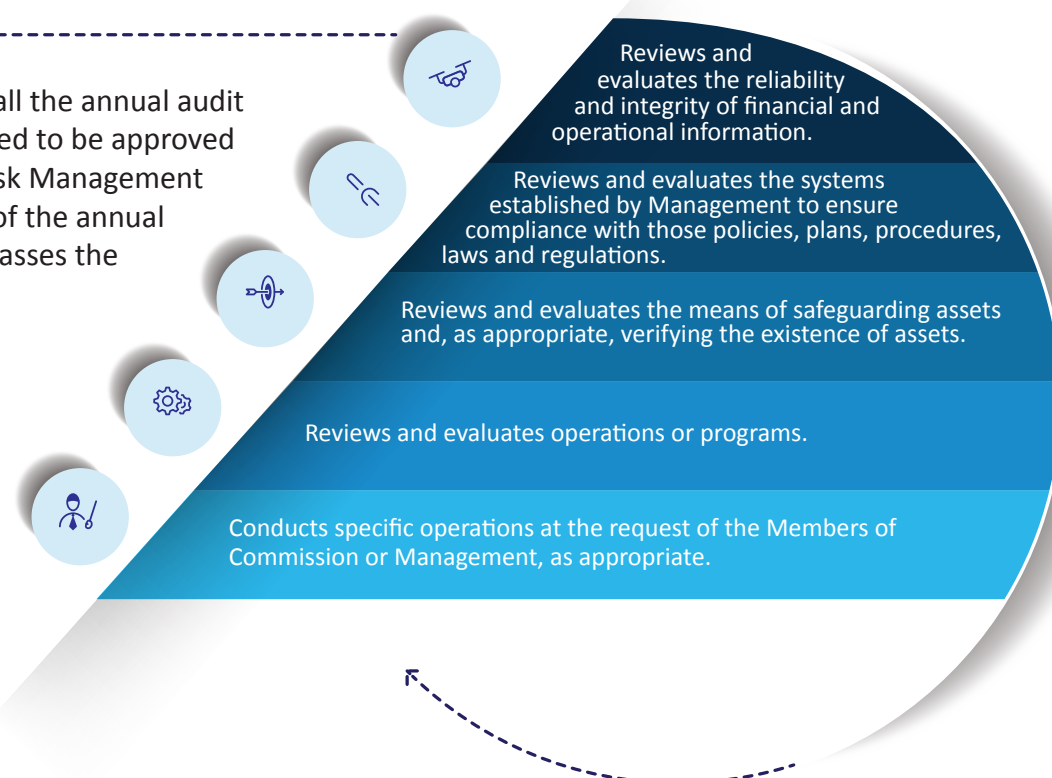 all the annual audit
ed to be approved
sk Management
of the annual
asses the
Reviews and
evaluates the reliability
and integrity of financial and
operational information.
Reviews and evaluates the systems
established by Management to ensure
compliance with those policies, plans, procedures,
laws and regulations.
Reviews and evaluates the means of safeguarding assets
and, as appropriate, verifying the existence of assets.
Reviews and evaluates operations or programs.
Conducts specific operations at the request of the Members of
Commission or Management, as appropriate.